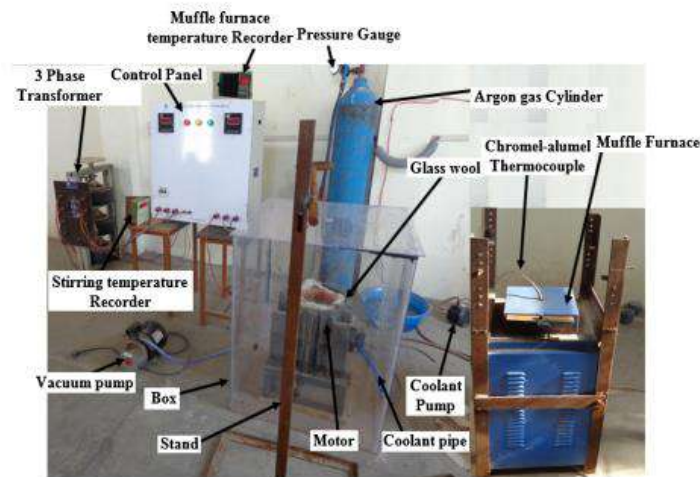 Muffle furnace
temperature Recorder
Pressure Gauge
3 Phase
Transformer
Control Panel
Argon gas Cylinder
Chromel-alumel
Thermocouple
Muffle Furnace
Glass wool
Stirring temperature
Recorder
Vacuum pump
Box
Stand
Motor
Coolant pipe
Coolant
Pump